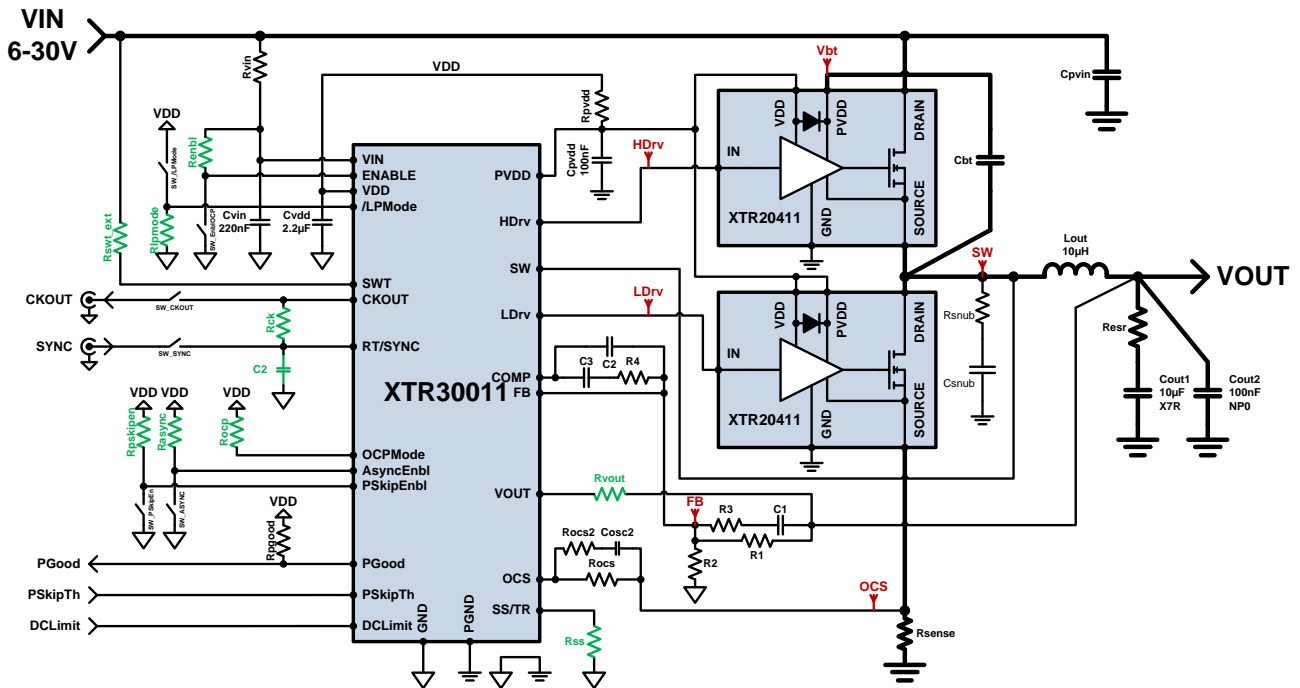 VIN
6-30V
Rvin
VDD
Rpvdd
Vbt
Cpvin
VDD
SW_/LPMode
Renbl
VIN
ENABLE
VDD
/LPMode
PVDD
Cpvdd
100nF
HDrv
IN
VDD
PVDD
DRAIN
XTR20411
GND
SOURCE
Cbt
Rswt_ext
Rlpmode
SW_EnblOCP
Cvin
220nF
Cvdd
2.2µF
HDrv
SW
SWT
CKOUT
SW_CKOUT
CKOUT
Rck
LDrv
LDrv
SW
Lout
10µH
VOUT
SYNC
SW_SYNC
RT/SYNC
C2
IN
VDD
PVDD
DRAIN
XTR20411
GND
SOURCE
Rsnub
Csnub
Resr
Cout1
10µF
X7R
Cout2
100nF
NP0
XTR30011
COMP
FB
C2
C3
R4
VDD
VDD
Rpskipen
Rasync
Rocp
OCPMode
AsyncEnbl
PSkipEnbl
SW_PSkipEn
SW_ASYNC
VOUT
Rvout
FB
R3
C1
R1
R2
VDD
Rpgood
PGood
PGood
Rocs2
Cosc2
Rocs
OCS
OCS
PSkipTh
PSkipTh
SS/TR
Rss
Rsense
DCLimit
DCLimit
GND
PGND